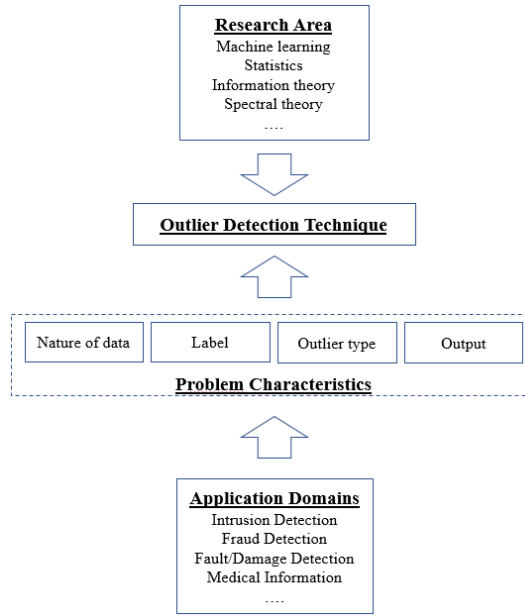 Research Area
Machine learning
Statistics
Information theory
Spectral theory
....
Outlier Detection Technique
Nature of data
Label
Outlier type
Output
Problem Characteristics
Application Domains
Intrusion Detection
Fraud Detection
Fault/Damage Detection
Medical Information
....